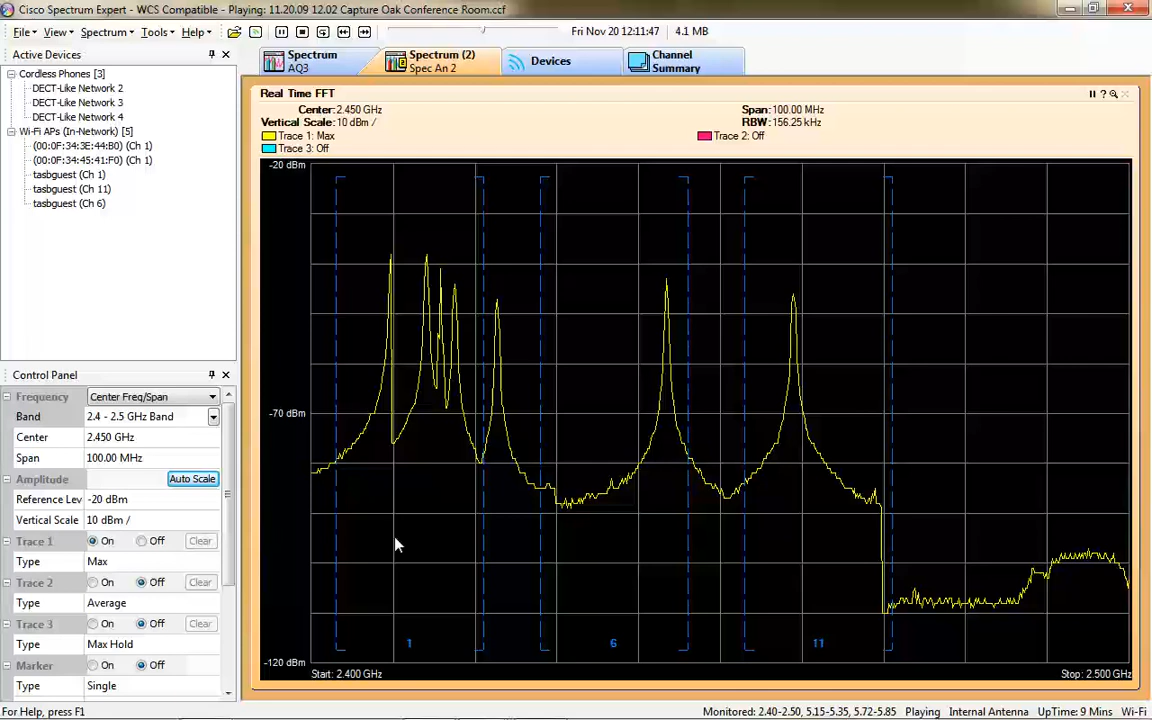 Cisco Spectrum Expert - WCS Compatible - Playing: 11.20.09 12.02 Capture Oak Conference Room.ccf
File View Spectrum Tools Help
Fri Nov 20 12:11:47 4.1 MB
Active Devices
Cordless Phones [3]
DECT-Like Network 2
DECT-Like Network 3
DECT-Like Network 4
Wi-Fi APs (In-Network) [5]
(00:0F:34:3E:44:B0) (Ch 1)
(00:0F:34:45:41:F0) (Ch 1)
tasbguest (Ch 1)
tasbguest (Ch 11)
tasbguest (Ch 6)
Spectrum
AQ3
Spectrum (2)
Spec An 2
Devices
Channel
Summary
Real Time FFT
Center: 2.450 GHz
Span: 100.00 MHz
Vertical Scale: 10 dBm /
RBW: 156.25 kHz
Trace 1: Max
Trace 2: Off
Trace 3: Off
-20 dBm
-70 dBm
-120 dBm
1
6
11
Start: 2.400 GHz
Stop: 2.500 GHz
Control Panel
Frequency Center Freq/Span
Band 2.4 - 2.5 GHz Band
Center 2.450 GHz
Span 100.00 MHz
Amplitude Auto Scale
Reference Lev -20 dBm
Vertical Scale 10 dBm /
Trace 1 On Off Clear
Type Max
Trace 2 On Off Clear
Type Average
Trace 3 On Off Clear
Type Max Hold
Marker On Off
Type Single
For Help, press F1
Monitored: 2.40-2.50, 5.15-5.35, 5.72-5.85 Playing Internal Antenna UpTime: 9 Mins Wi-Fi